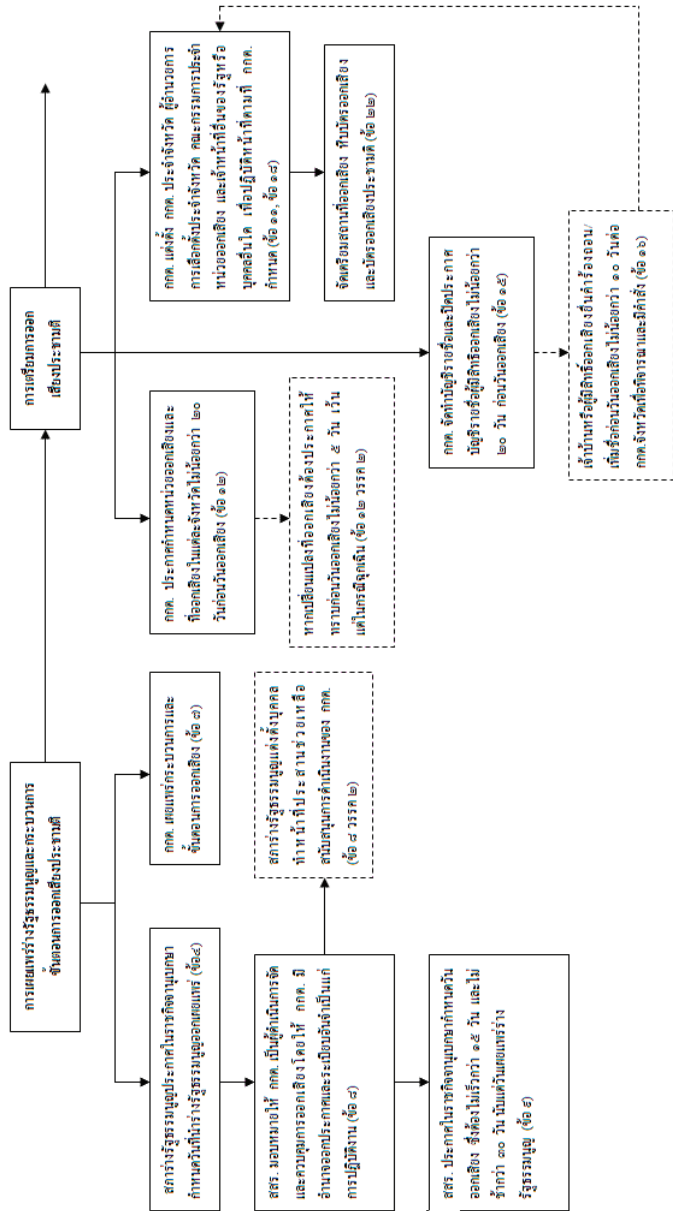 การเผยแพร่ร่างรัฐธรรมนูญและกระบวนการ
ขั้นตอนการออกเสียงประชามติ
สภาร่างรัฐธรรมนูญประกาศในราชกิจจานุเบกษา
กำหนดวันที่นำร่างรัฐธรรมนูญออกเผยแพร่ (ข้อ๔)
กกต. เผยแพร่กระบวนการและ
ขั้นตอนการออกเสียง (ข้อ ๗)
สสร. มอบหมายให้ กกต. เป็นผู้ดำเนินการจัด
และควบคุมการออกเสียงโดยให้ กกต. มี
อำนาจออกประกาศและระเบียบอันจำเป็นแก่
การปฏิบัติงาน (ข้อ ๘)
สภาร่างรัฐธรรมนูญแต่งตั้งบุคคล
ทำหน้าที่ประสานช่วยเหลือ
สนับสนุนการดำเนินงานของ กกต.
(ข้อ ๘ วรรค ๒)
สสร. ประกาศในราชกิจจานุเบกษากำหนดวัน
ออกเสียง ซึ่งต้องไม่เร็วกว่า ๑๕ วัน และไม่
ช้ากว่า ๓๐ วัน นับแต่วันเผยแพร่ร่าง
รัฐธรรมนูญ (ข้อ ๕)
การเตรียมการออก
เสียงประชามติ
กกต. ประกาศกำหนดหน่วยออกเสียงและ
ที่ออกเสียงในแต่ละจังหวัดไม่น้อยกว่า ๒๐
วันก่อนวันออกเสียง (ข้อ ๑๒)
หากเปลี่ยนแปลงที่ออกเสียงต้องประกาศให้
ทราบก่อนวันออกเสียงไม่น้อยกว่า ๕ วัน เว้น
แต่ในกรณีฉุกเฉิน (ข้อ ๑๒ วรรค ๒)
กกต. แต่งตั้ง กกต. ประจำจังหวัด ผู้อำนวยการ
การเลือกตั้งประจำจังหวัด คณะกรรมการประจำ
หน่วยออกเสียง และเจ้าหน้าที่อื่นของรัฐหรือ
บุคคลอื่นใด เพื่อปฏิบัติหน้าที่ตามที่ กกต.
กำหนด (ข้อ ๑๑, ข้อ ๑๘)
จัดเตรียมสถานที่ออกเสียง หีบบัตรออกเสียง
และบัตรออกเสียงประชามติ (ข้อ ๒๒)
กกต. จัดทำบัญชีรายชื่อและปิดประกาศ
บัญชีรายชื่อผู้มีสิทธิออกเสียงไม่น้อยกว่า
๒๐ วัน ก่อนวันออกเสียง (ข้อ ๑๕)
เจ้าบ้านหรือผู้มีสิทธิออกเสียงยื่นคำร้องถอน/
เพิ่มชื่อก่อนวันออกเสียงไม่น้อยกว่า ๑๐ วันต่อ
กกต.จังหวัดเพื่อพิจารณาและมีคำสั่ง (ข้อ ๑๖)